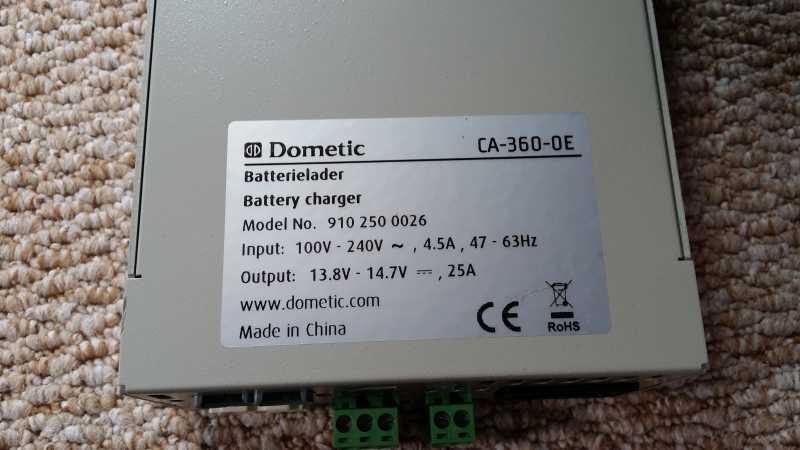 Dometic CA-360-0E
Batterielader
Battery charger
Model No. 910 250 0026
Input: 100V - 240V ~ , 4.5A , 47 - 63Hz
Output: 13.8V - 14.7V ⎓ , 25A
www.dometic.com
Made in China
CE
RoHS